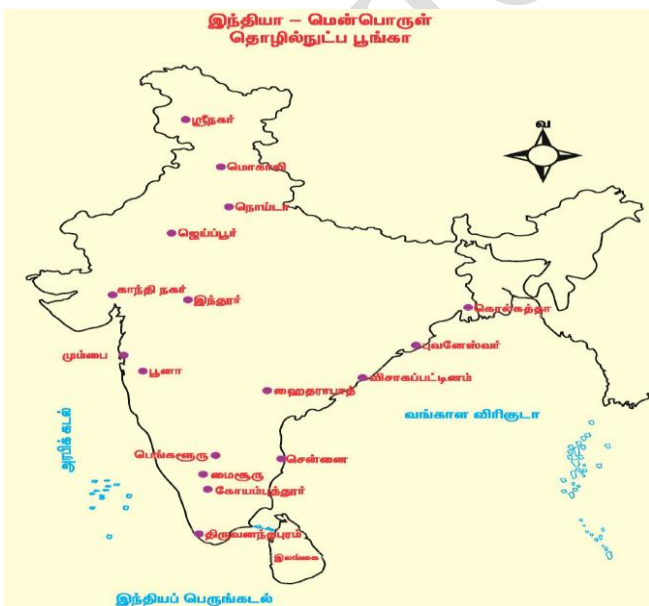 இந்தியா – மென்பொருள்
தொழில்நுட்ப பூங்கா
வ
ஸ்ரீநகர்
மொகாலி
நொய்டா
ஜெய்ப்பூர்
காந்தி நகர்
இந்தூர்
கொல்கத்தா
புவனேஸ்வர்
மும்பை
பூனா
விசாகப்பட்டினம்
ஹைதராபாத்
வங்காள விரிகுடா
அரபிக் கடல்
பெங்களூரு
சென்னை
மைசூரு
கோயம்புத்தூர்
திருவனந்தபுரம்
இலங்கை
இந்தியப் பெருங்கடல்